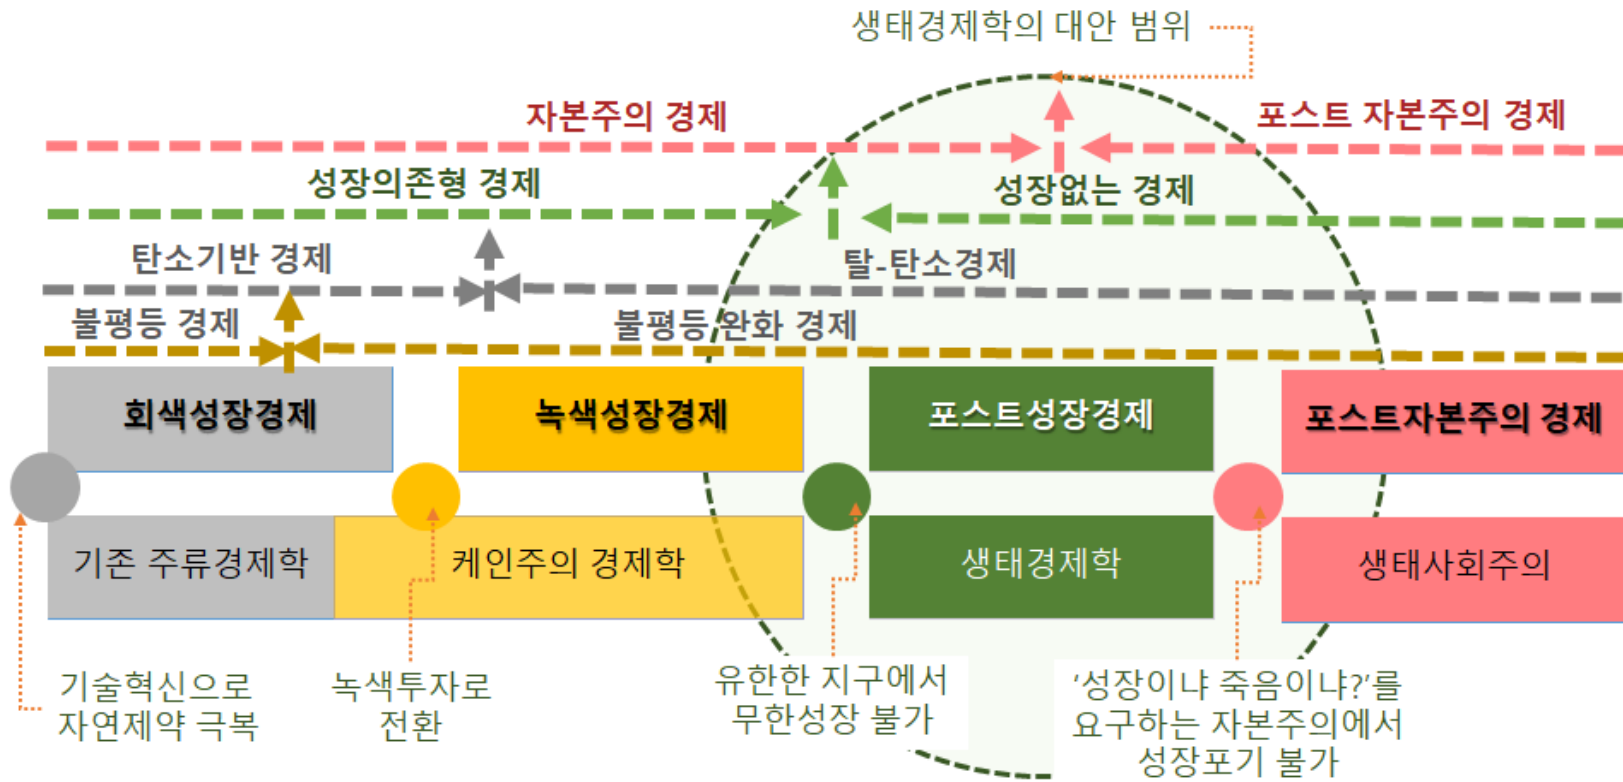 생태경제학의 대안 범위
자본주의 경제
포스트 자본주의 경제
성장의존형 경제
성장없는 경제
탄소기반 경제
탈-탄소경제
불평등 경제
불평등 완화 경제
회색성장경제
녹색성장경제
포스트성장경제
포스트자본주의 경제
기존 주류경제학
케인주의 경제학
생태경제학
생태사회주의
기술혁신으로
자연제약 극복
녹색투자로
전환
유한한 지구에서
무한성장 불가
‘성장이냐 죽음이냐?’를
요구하는 자본주의에서
성장포기 불가